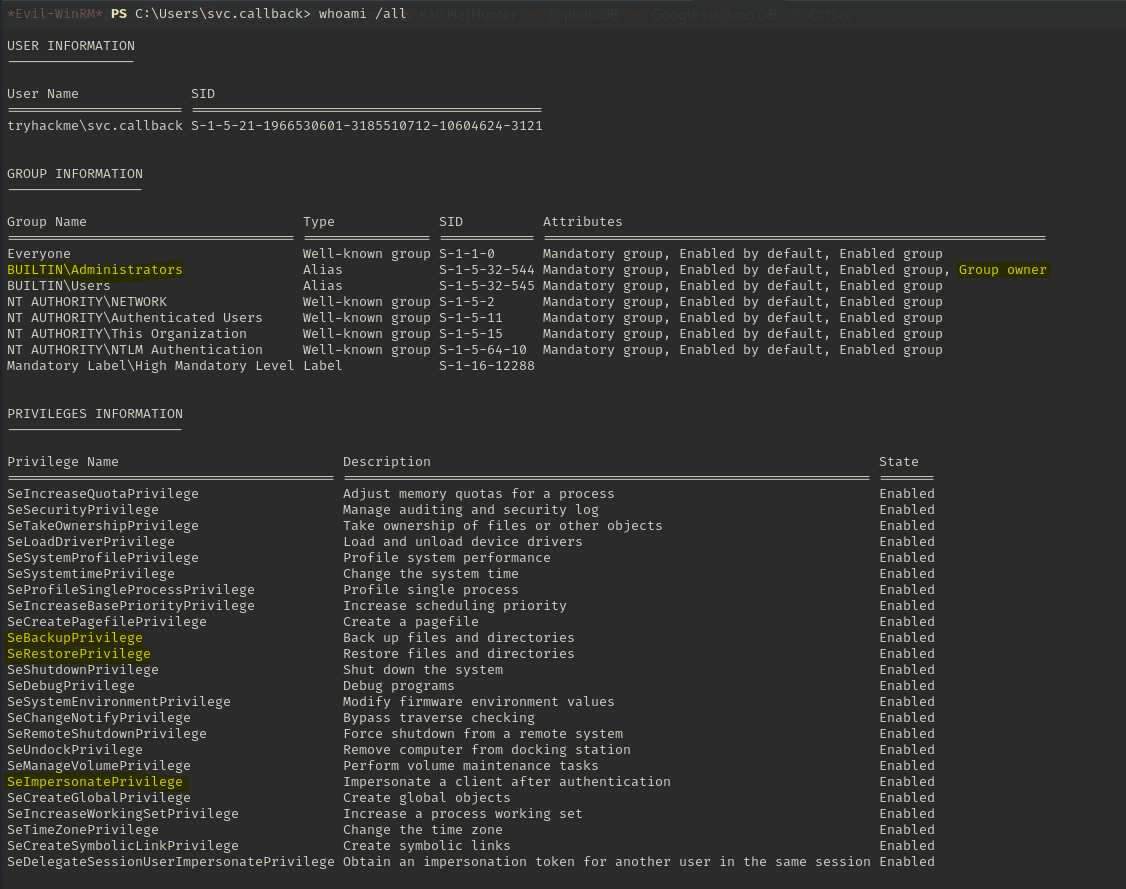 *Evil-WinRM* PS C:\Users\svc.callback> whoami /all
Kali NetHunter Exploit-DB Google Hacking DB OffSec
USER INFORMATION
----------------
User Name SID
====================== ============================================
tryhackme\svc.callback S-1-5-21-1966530601-3185510712-10604624-3121
GROUP INFORMATION
-----------------
Group Name Type SID Attributes
==================================== ================ ============ ===============================================================
Everyone Well-known group S-1-1-0 Mandatory group, Enabled by default, Enabled group
BUILTIN\Administrators Alias S-1-5-32-544 Mandatory group, Enabled by default, Enabled group, Group owner
BUILTIN\Users Alias S-1-5-32-545 Mandatory group, Enabled by default, Enabled group
NT AUTHORITY\NETWORK Well-known group S-1-5-2 Mandatory group, Enabled by default, Enabled group
NT AUTHORITY\Authenticated Users Well-known group S-1-5-11 Mandatory group, Enabled by default, Enabled group
NT AUTHORITY\This Organization Well-known group S-1-5-15 Mandatory group, Enabled by default, Enabled group
NT AUTHORITY\NTLM Authentication Well-known group S-1-5-64-10 Mandatory group, Enabled by default, Enabled group
Mandatory Label\High Mandatory Level Label S-1-16-12288
PRIVILEGES INFORMATION
----------------------
Privilege Name Description State
========================================= ================================================================== =======
SeIncreaseQuotaPrivilege Adjust memory quotas for a process Enabled
SeSecurityPrivilege Manage auditing and security log Enabled
SeTakeOwnershipPrivilege Take ownership of files or other objects Enabled
SeLoadDriverPrivilege Load and unload device drivers Enabled
SeSystemProfilePrivilege Profile system performance Enabled
SeSystemtimePrivilege Change the system time Enabled
SeProfileSingleProcessPrivilege Profile single process Enabled
SeIncreaseBasePriorityPrivilege Increase scheduling priority Enabled
SeCreatePagefilePrivilege Create a pagefile Enabled
SeBackupPrivilege Back up files and directories Enabled
SeRestorePrivilege Restore files and directories Enabled
SeShutdownPrivilege Shut down the system Enabled
SeDebugPrivilege Debug programs Enabled
SeSystemEnvironmentPrivilege Modify firmware environment values Enabled
SeChangeNotifyPrivilege Bypass traverse checking Enabled
SeRemoteShutdownPrivilege Force shutdown from a remote system Enabled
SeUndockPrivilege Remove computer from docking station Enabled
SeManageVolumePrivilege Perform volume maintenance tasks Enabled
SeImpersonatePrivilege Impersonate a client after authentication Enabled
SeCreateGlobalPrivilege Create global objects Enabled
SeIncreaseWorkingSetPrivilege Increase a process working set Enabled
SeTimeZonePrivilege Change the time zone Enabled
SeCreateSymbolicLinkPrivilege Create symbolic links Enabled
SeDelegateSessionUserImpersonatePrivilege Obtain an impersonation token for another user in the same session Enabled